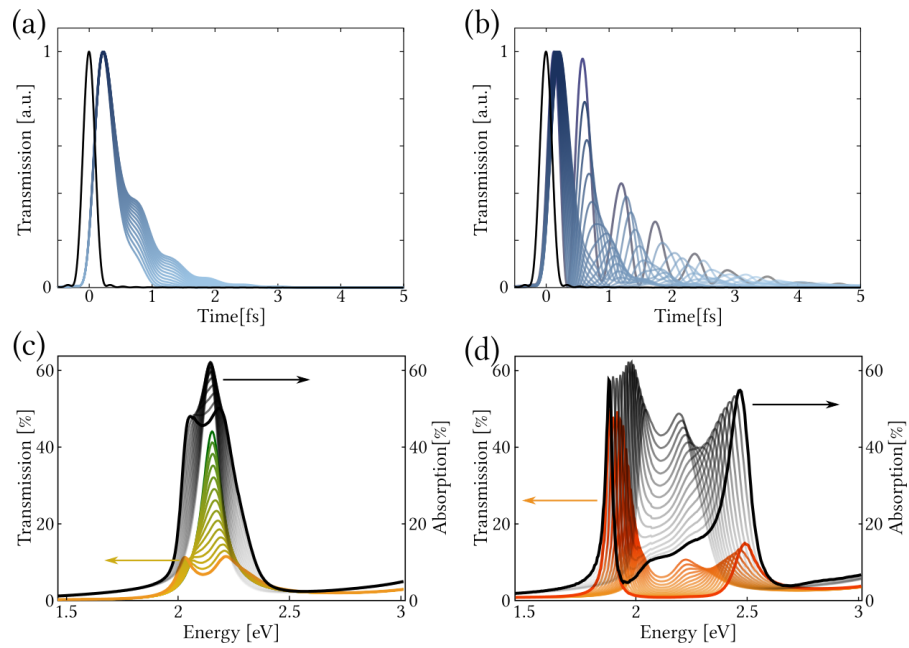 (a)
(b)
1
1
Transmission [a.u.]
Transmission [a.u.]
0
0
0 1 2 3 4 5
0 1 2 3 4 5
Time[fs]
Time[fs]
(c)
(d)
60
60
60
60
40
40
40
40
20
20
20
20
0
0
0
0
Transmission [%]
Absorption[%]
Transmission [%]
Absorption[%]
1.5 2 2.5 3
1.5 2 2.5 3
Energy [eV]
Energy [eV]